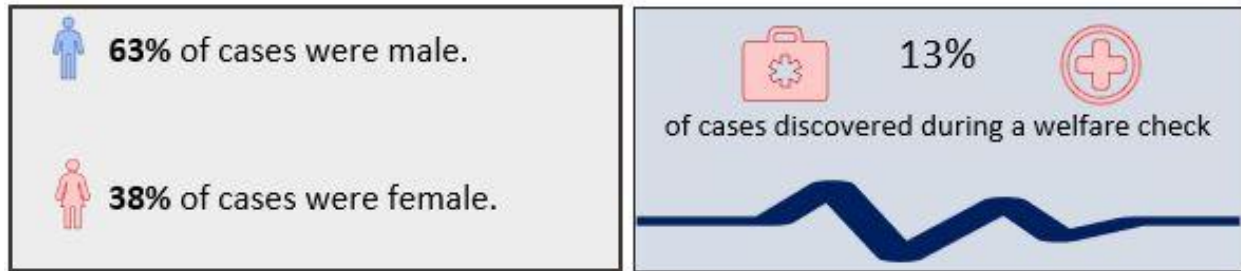 63% of cases were male.
38% of cases were female.
13%
of cases discovered during a welfare check